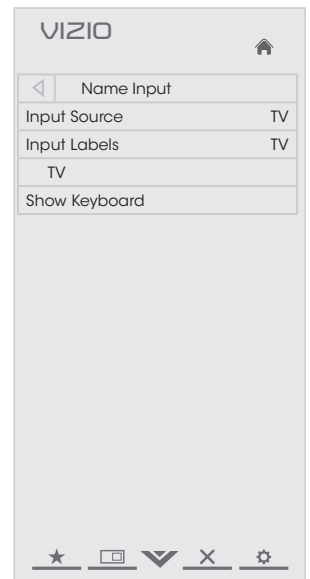 VIZIO
Name Input
Input Source TV
Input Labels TV
TV
Show Keyboard